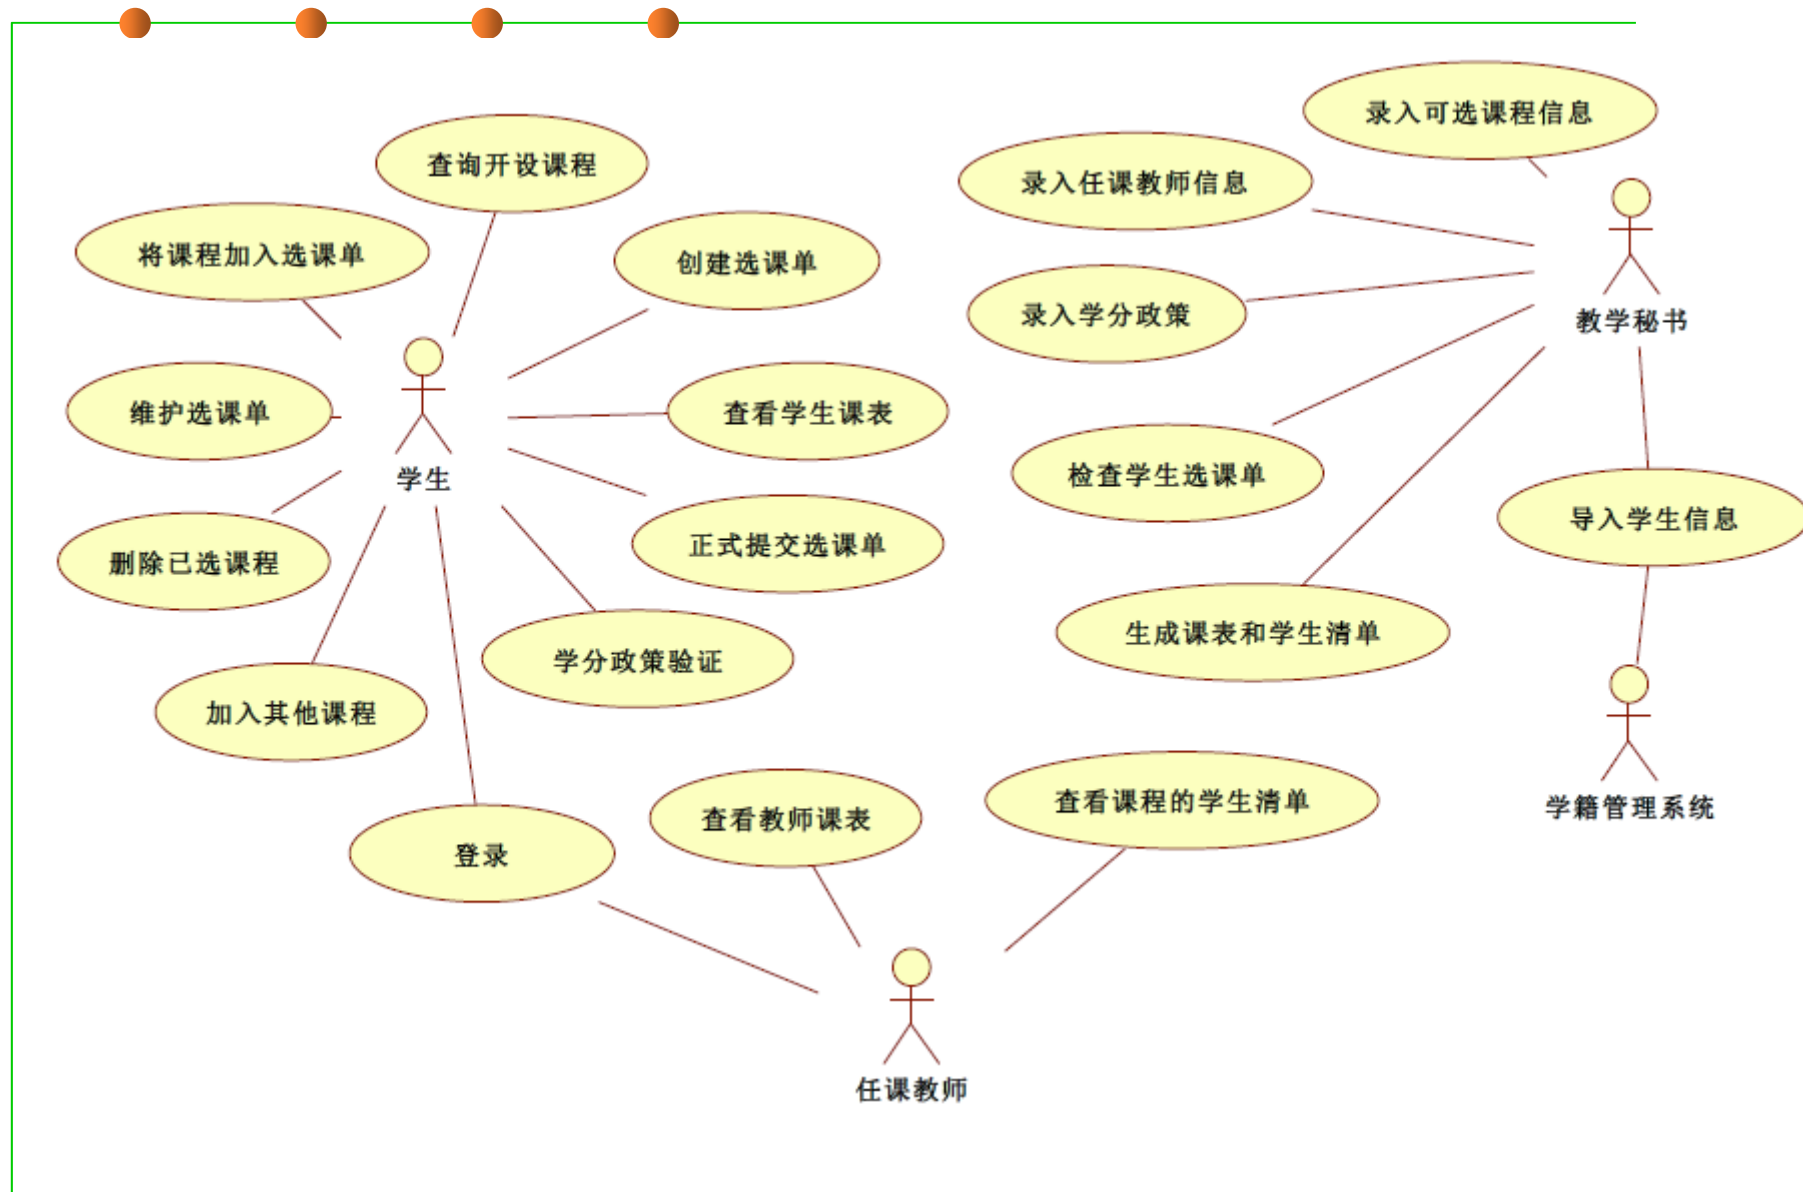 录入可选课程信息
查询开设课程
录入任课教师信息
将课程加入选课单
创建选课单
录入学分政策
教学秘书
维护选课单
查看学生课表
学生
检查学生选课单
导入学生信息
正式提交选课单
删除已选课程
生成课表和学生清单
学分政策验证
加入其他课程
查看课程的学生清单
学籍管理系统
查看教师课表
登录
任课教师